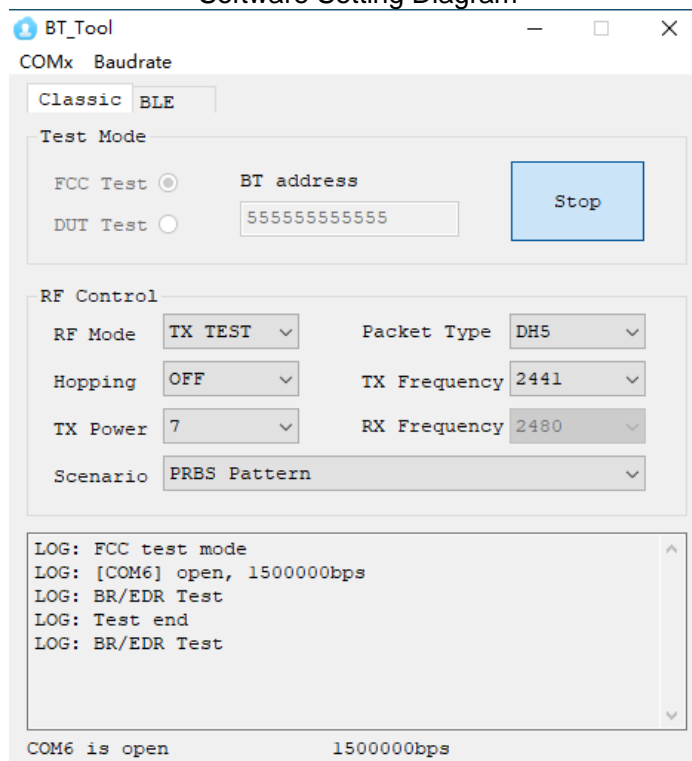 Software Setting Diagram
BT_Tool
COMx Baudrate
Classic BLE
Test Mode
FCC Test BT address
Stop
DUT Test 555555555555
RF Control
RF Mode TX TEST Packet Type DH5
Hopping OFF TX Frequency 2441
TX Power 7 RX Frequency 2480
Scenario PRBS Pattern
LOG: FCC test mode
LOG: [COM6] open, 1500000bps
LOG: BR/EDR Test
LOG: Test end
LOG: BR/EDR Test
COM6 is open 1500000bps